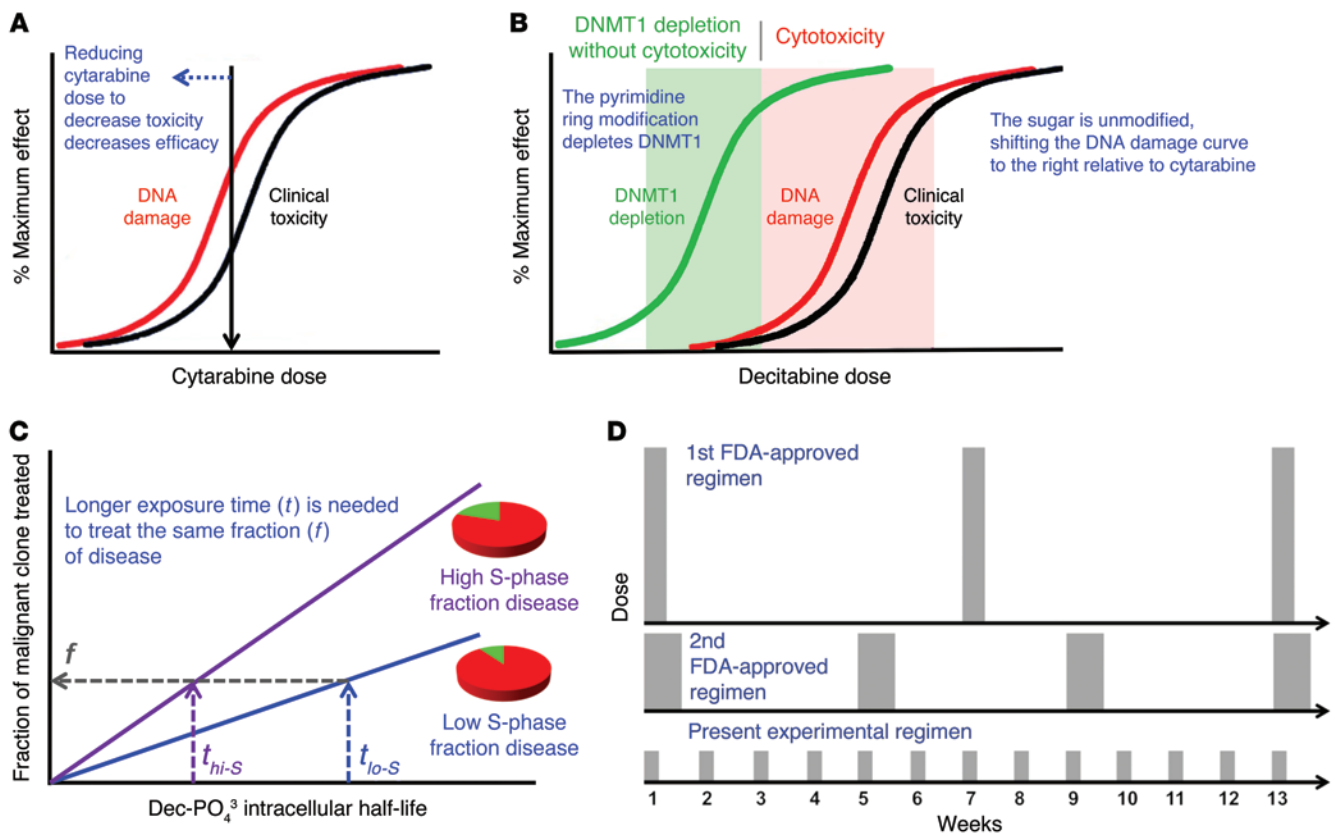 A
Reducing
cytarabine
dose to
decrease toxicity
decreases efficacy
DNA
damage
Clinical
toxicity
% Maximum effect
Cytarabine dose
B
DNMT1 depletion
without cytotoxicity
Cytotoxicity
The pyrimidine
ring modification
depletes DNMT1
DNMT1
depletion
DNA
damage
Clinical
toxicity
The sugar is unmodified,
shifting the DNA damage curve
to the right relative to cytarabine
% Maximum effect
Decitabine dose
C
Longer exposure time (t) is needed
to treat the same fraction (f)
of disease
High S-phase
fraction disease
f
Low S-phase
fraction disease
t hi-S
t lo-S
Fraction of malignant clone treated
Dec-PO₄³ intracellular half-life
D
1st FDA-approved
regimen
Dose
2nd
FDA-approved
regimen
Present experimental regimen
1 2 3 4 5 6 7 8 9 10 11 12 13
Weeks